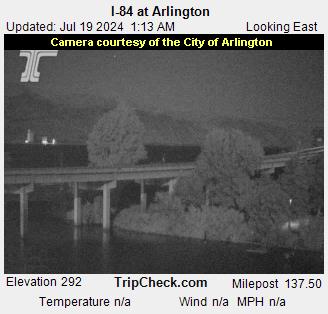 I-84 at Arlington
Updated: Jul 19 2024 1:13 AM Looking East
Camera courtesy of the City of Arlington
Elevation 292 TripCheck.com Milepost 137.50
Temperature n/a Wind n/a MPH n/a